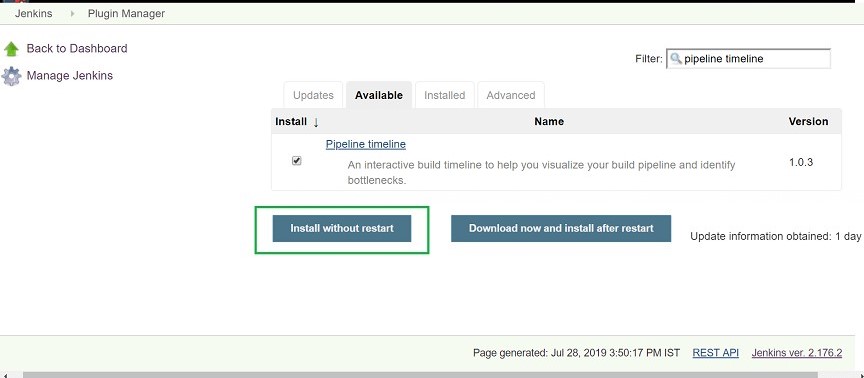 Jenkins Plugin Manager
Back to Dashboard
Manage Jenkins
Filter: pipeline timeline
Updates Available Installed Advanced
Install ↓ Name Version
Pipeline timeline
An interactive build timeline to help you visualize your build pipeline and identify
bottlenecks.
1.0.3
Install without restart Download now and install after restart Update information obtained: 1 day
Page generated: Jul 28, 2019 3:50:17 PM IST REST API Jenkins ver. 2.176.2